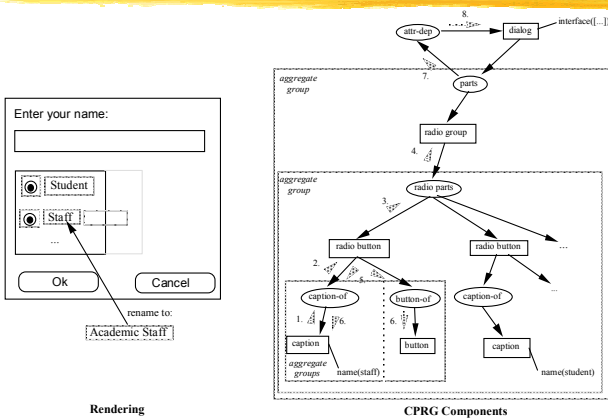 Enter your name:
Student
Staff
...
Ok
Cancel
rename to:
Academic Staff
Rendering
8.
attr-dep
dialog
interface([...])
7.
aggregate
group
parts
radio group
4.
aggregate
group
radio parts
3.
radio button
radio button
....
2.
5.
...
caption-of
button-of
caption-of
1.
6.
6.
caption
button
caption
aggregate
groups
name(staff)
name(student)
CPRG Components